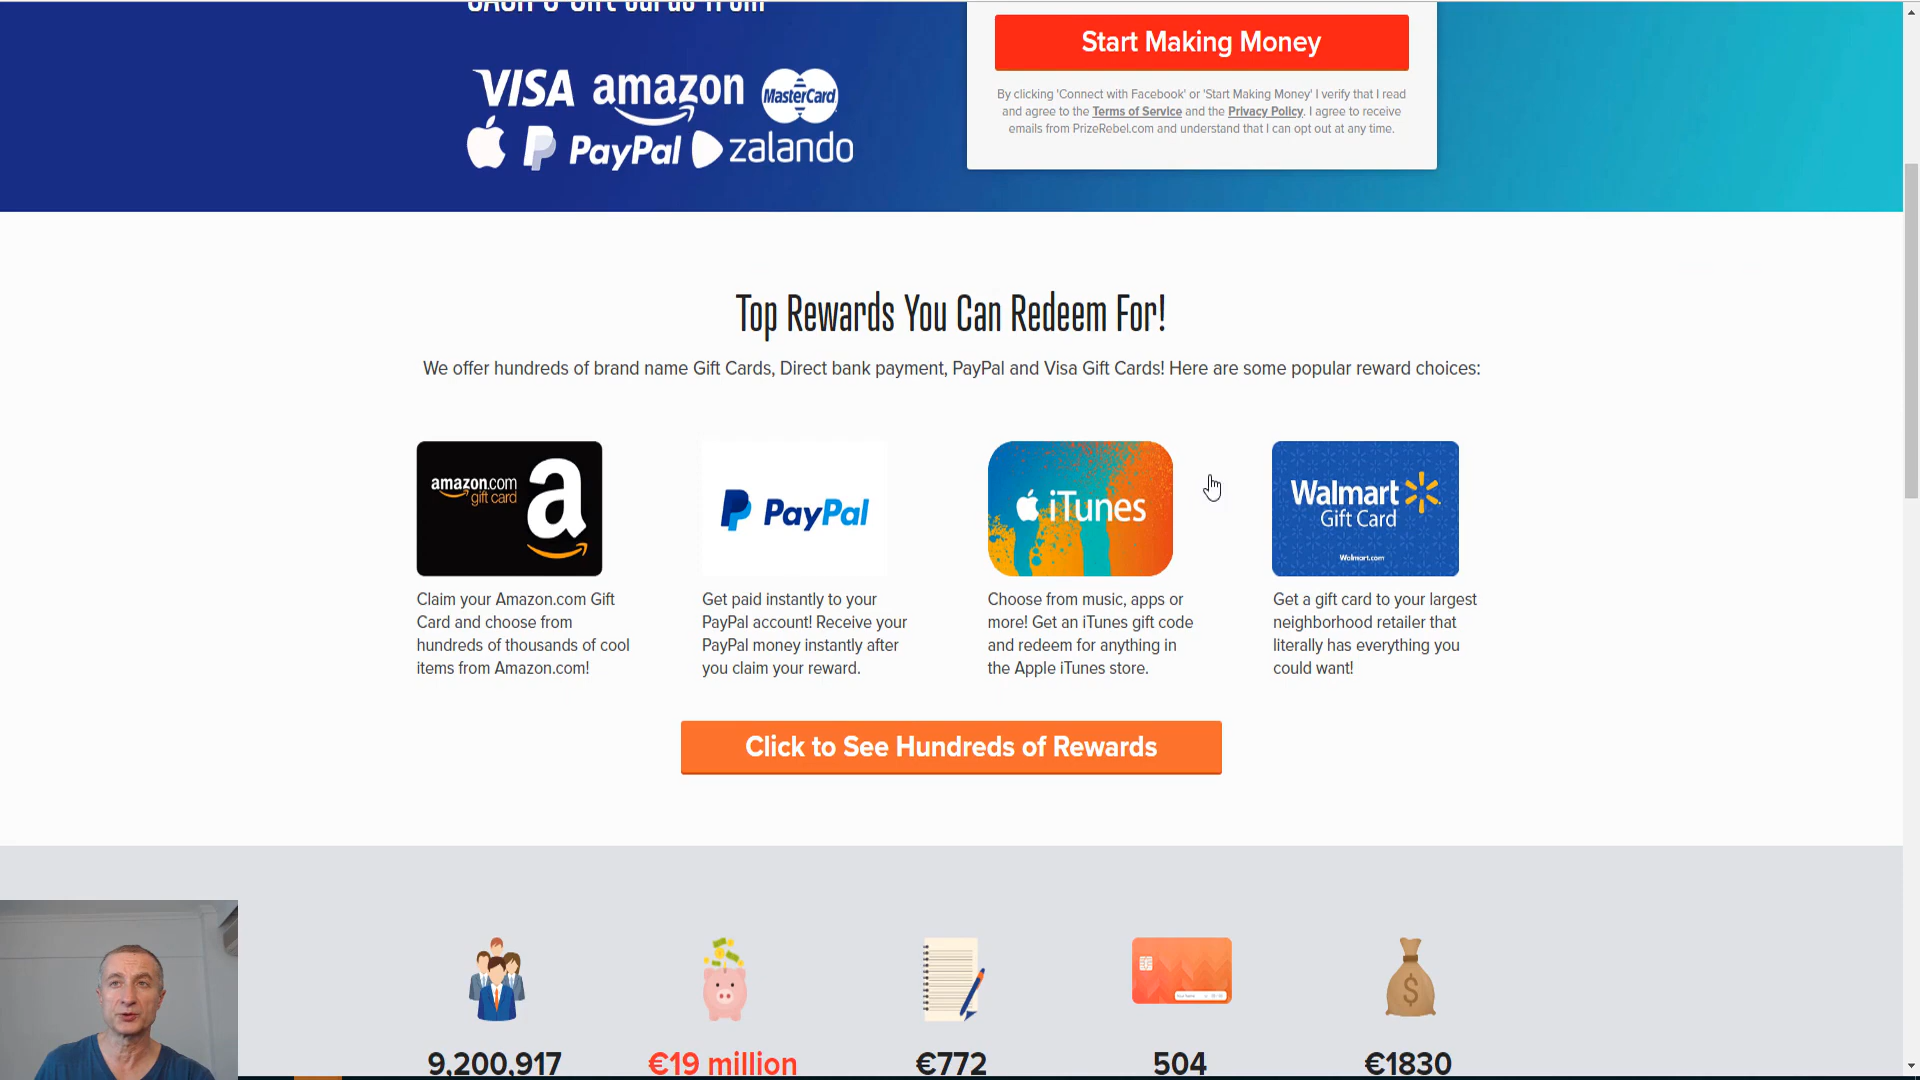 CASH & Gift Cards from
VISA amazon MasterCard
PayPal zalando
Start Making Money
By clicking 'Connect with Facebook' or 'Start Making Money' I verify that I read
and agree to the Terms of Service and the Privacy Policy. I agree to receive
emails from PrizeRebel.com and understand that I can opt out at any time.
Top Rewards You Can Redeem For!
We offer hundreds of brand name Gift Cards, Direct bank payment, PayPal and Visa Gift Cards! Here are some popular reward choices:
amazon.com
gift card
a
Claim your Amazon.com Gift
Card and choose from
hundreds of thousands of cool
items from Amazon.com!
PayPal
Get paid instantly to your
PayPal account! Receive your
PayPal money instantly after
you claim your reward.
iTunes
Choose from music, apps or
more! Get an iTunes gift code
and redeem for anything in
the Apple iTunes store.
Walmart
Gift Card
Walmart.com
Get a gift card to your largest
neighborhood retailer that
literally has everything you
could want!
Click to See Hundreds of Rewards
$
9,200,917 €19 million €772 504 €1830